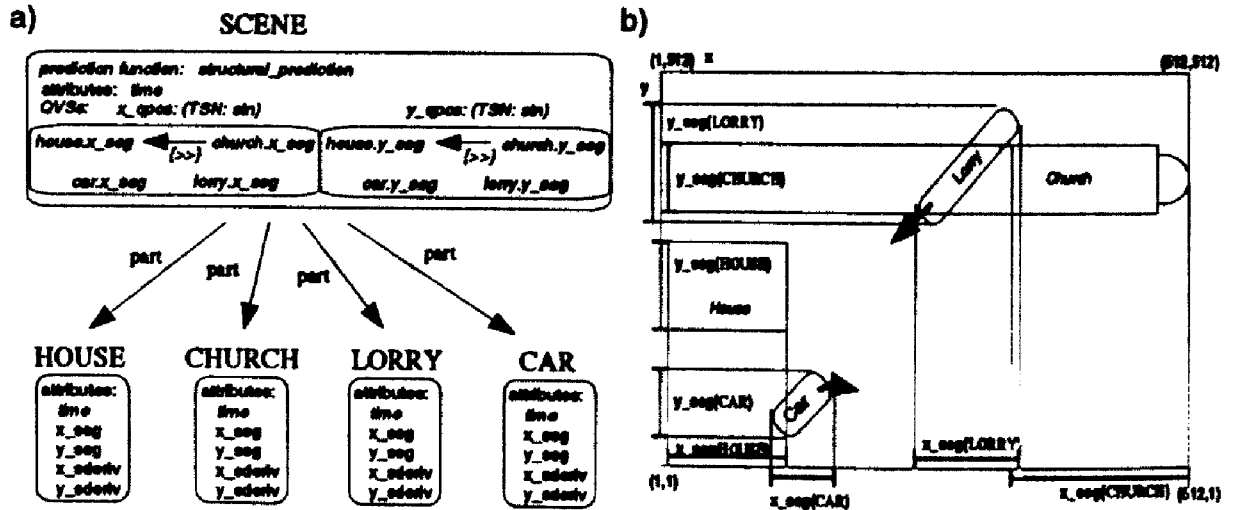 a)
SCENE
prediction function: structural_prediction
attributes: time
QVSs: x_qpos: (TSN: sin) y_qpos: (TSN: sin)
house.x_seg {>>} church.x_seg house.y_seg {>>} church.y_seg
car.x_seg lorry.x_seg car.y_seg lorry.y_seg
part part part part
HOUSE CHURCH LORRY CAR
attributes: attributes: attributes: attributes:
time time time time
x_seg x_seg x_seg x_seg
y_seg y_seg y_seg y_seg
x_sderiv x_sderiv x_sderiv x_sderiv
y_sderiv y_sderiv y_sderiv y_sderiv
b)
(1,512) x (512,512)
y
y_seg(LORRY)
y_seg(CHURCH) Lorry Church
y_seg(HOUSE)
House
y_seg(CAR) Car
x_seg(HOUSE) x_seg(LORRY)
(1,1) x_seg(CAR) x_seg(CHURCH) (512,1)